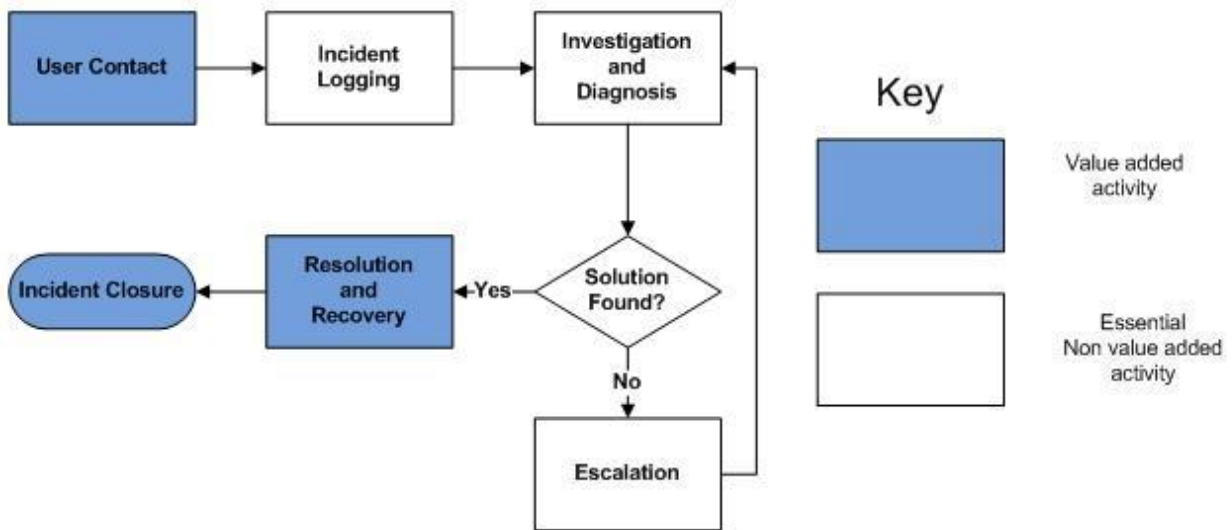 User Contact
Incident
Logging
Investigation
and
Diagnosis
Key
Value added
activity
Incident Closure
Resolution
and
Recovery
Yes
Solution
Found?
Essential
Non value added
activity
No
Escalation